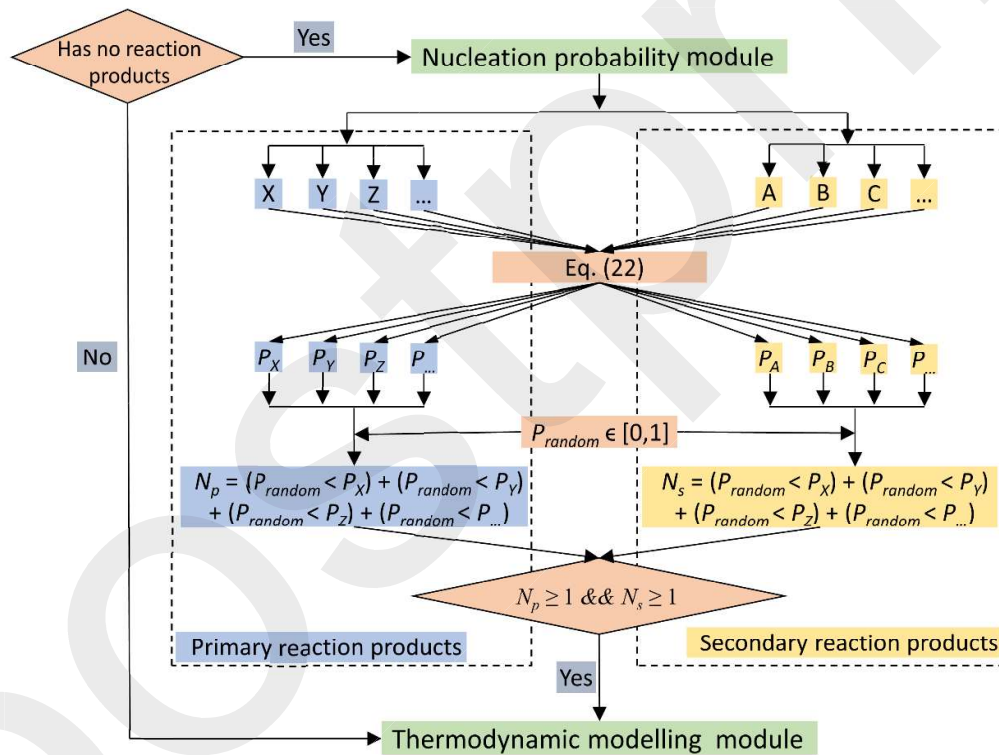 Has no reaction
products
Yes
Nucleation probability module
X Y Z ...
A B C ...
Eq. (22)
No
P_X P_Y P_Z P_...
P_A P_B P_C P_...
P_random ϵ [0,1]
N_p = (P_random < P_X) + (P_random < P_Y)
+ (P_random < P_Z) + (P_random < P_...)
N_s = (P_random < P_X) + (P_random < P_Y)
+ (P_random < P_Z) + (P_random < P_...)
N_p ≥ 1 && N_s ≥ 1
Primary reaction products
Secondary reaction products
Yes
Thermodynamic modelling module